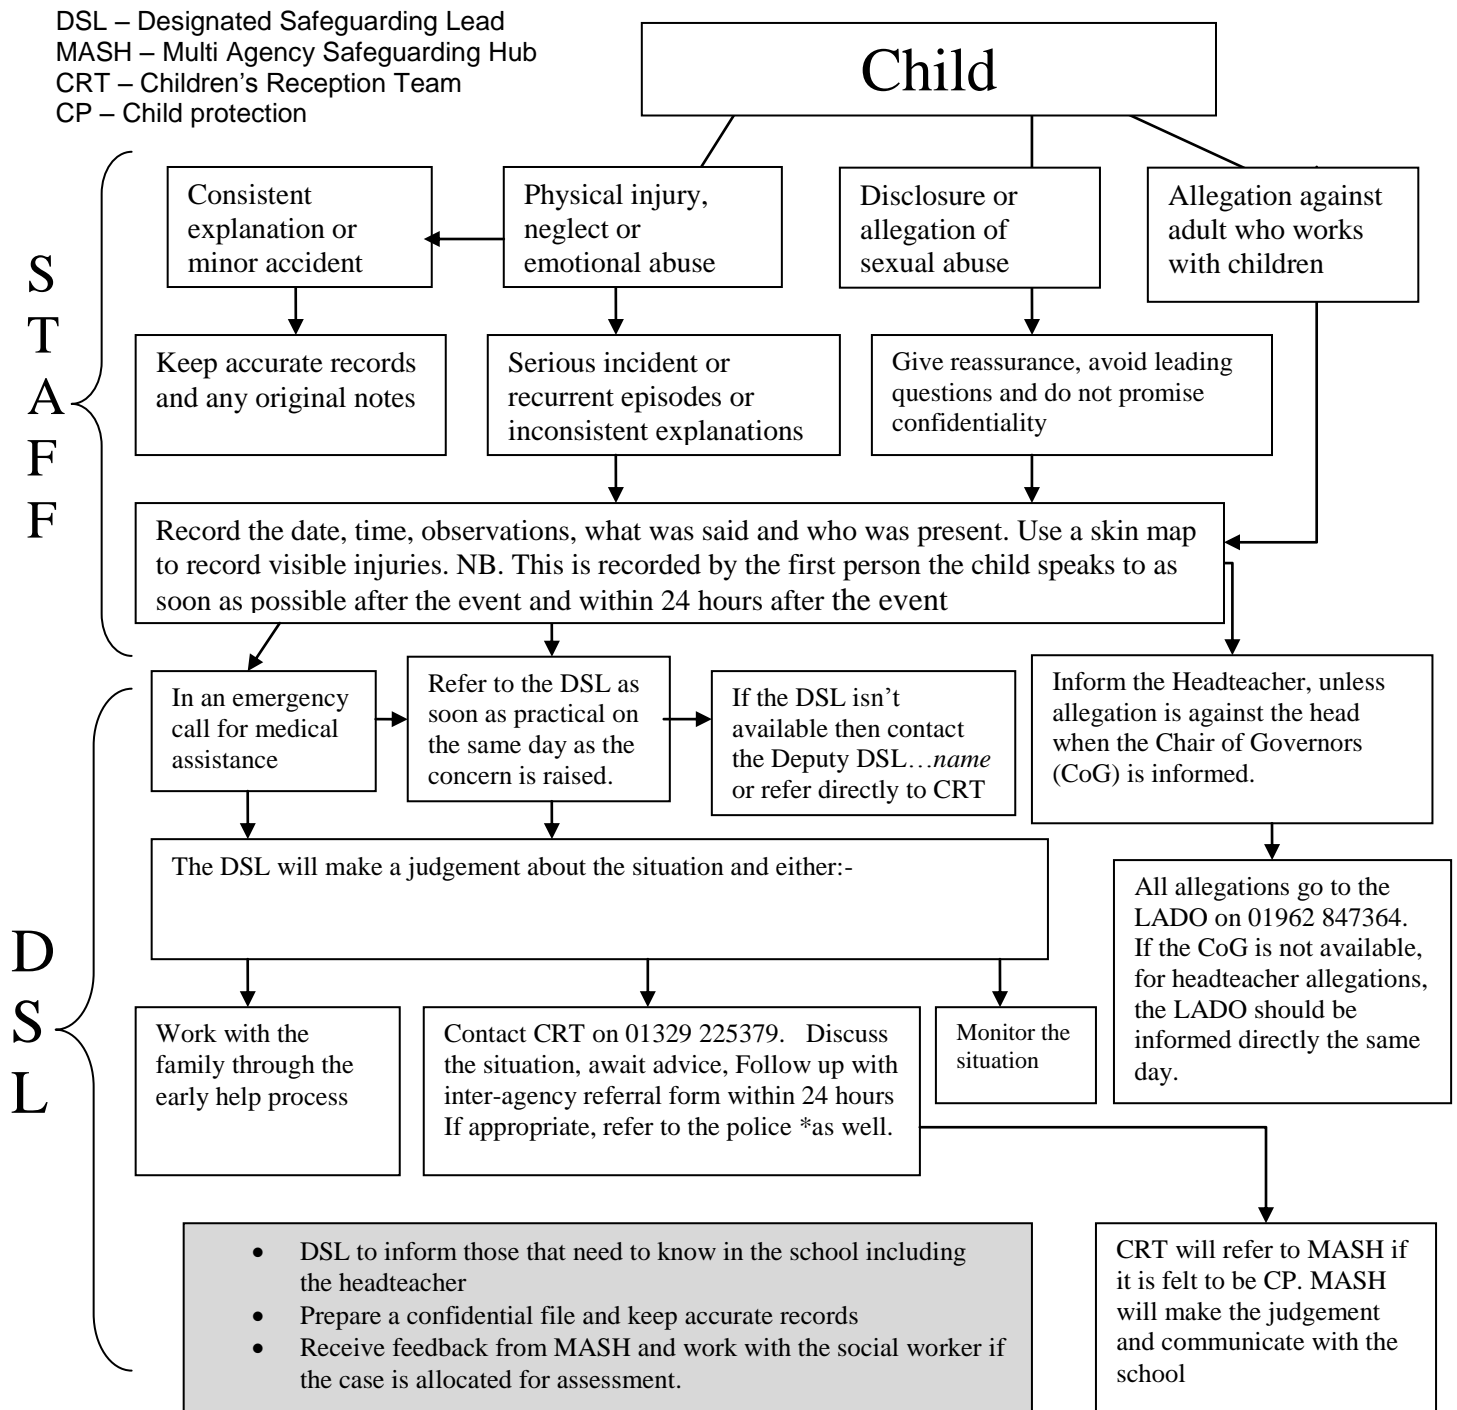 DSL – Designated Safeguarding Lead
MASH – Multi Agency Safeguarding Hub
CRT – Children's Reception Team
CP – Child protection
Child
S
T
A
F
F
Consistent
explanation or
minor accident
Physical injury,
neglect or
emotional abuse
Disclosure or
allegation of
sexual abuse
Allegation against
adult who works
with children
Keep accurate records
and any original notes
Serious incident or
recurrent episodes or
inconsistent explanations
Give reassurance, avoid leading
questions and do not promise
confidentiality
Record the date, time, observations, what was said and who was present. Use a skin map
to record visible injuries. NB. This is recorded by the first person the child speaks to as
soon as possible after the event and within 24 hours after the event
D
S
L
In an emergency
call for medical
assistance
Refer to the DSL as
soon as practical on
the same day as the
concern is raised.
If the DSL isn't
available then contact
the Deputy DSL…name
or refer directly to CRT
Inform the Headteacher, unless
allegation is against the head
when the Chair of Governors
(CoG) is informed.
The DSL will make a judgement about the situation and either:-
All allegations go to the
LADO on 01962 847364.
If the CoG is not available,
for headteacher allegations,
the LADO should be
informed directly the same
day.
Work with the
family through the
early help process
Contact CRT on 01329 225379. Discuss
the situation, await advice, Follow up with
inter-agency referral form within 24 hours
If appropriate, refer to the police *as well.
Monitor the
situation
• DSL to inform those that need to know in the school including
the headteacher
• Prepare a confidential file and keep accurate records
• Receive feedback from MASH and work with the social worker if
the case is allocated for assessment.
CRT will refer to MASH if
it is felt to be CP. MASH
will make the judgement
and communicate with the
school